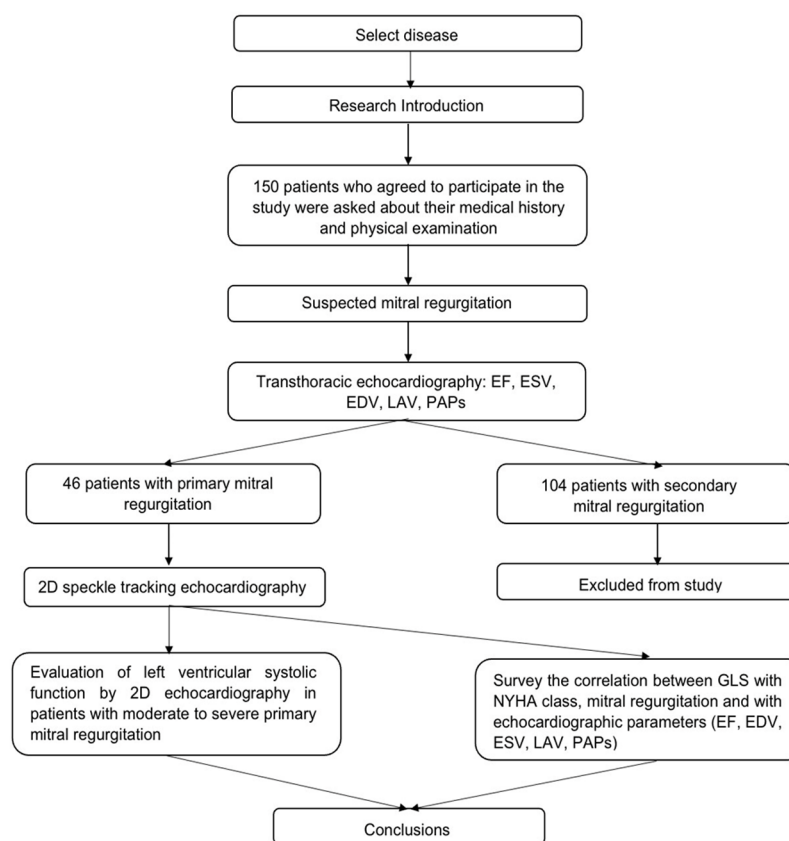 Select disease
Research Introduction
150 patients who agreed to participate in the
study were asked about their medical history
and physical examination
Suspected mitral regurgitation
Transthoracic echocardiography: EF, ESV,
EDV, LAV, PAPs
46 patients with primary mitral
regurgitation
104 patients with secondary
mitral regurgitation
2D speckle tracking echocardiography
Excluded from study
Evaluation of left ventricular systolic
function by 2D echocardiography in
patients with moderate to severe primary
mitral regurgitation
Survey the correlation between GLS with
NYHA class, mitral regurgitation and with
echocardiographic parameters (EF, EDV,
ESV, LAV, PAPs)
Conclusions